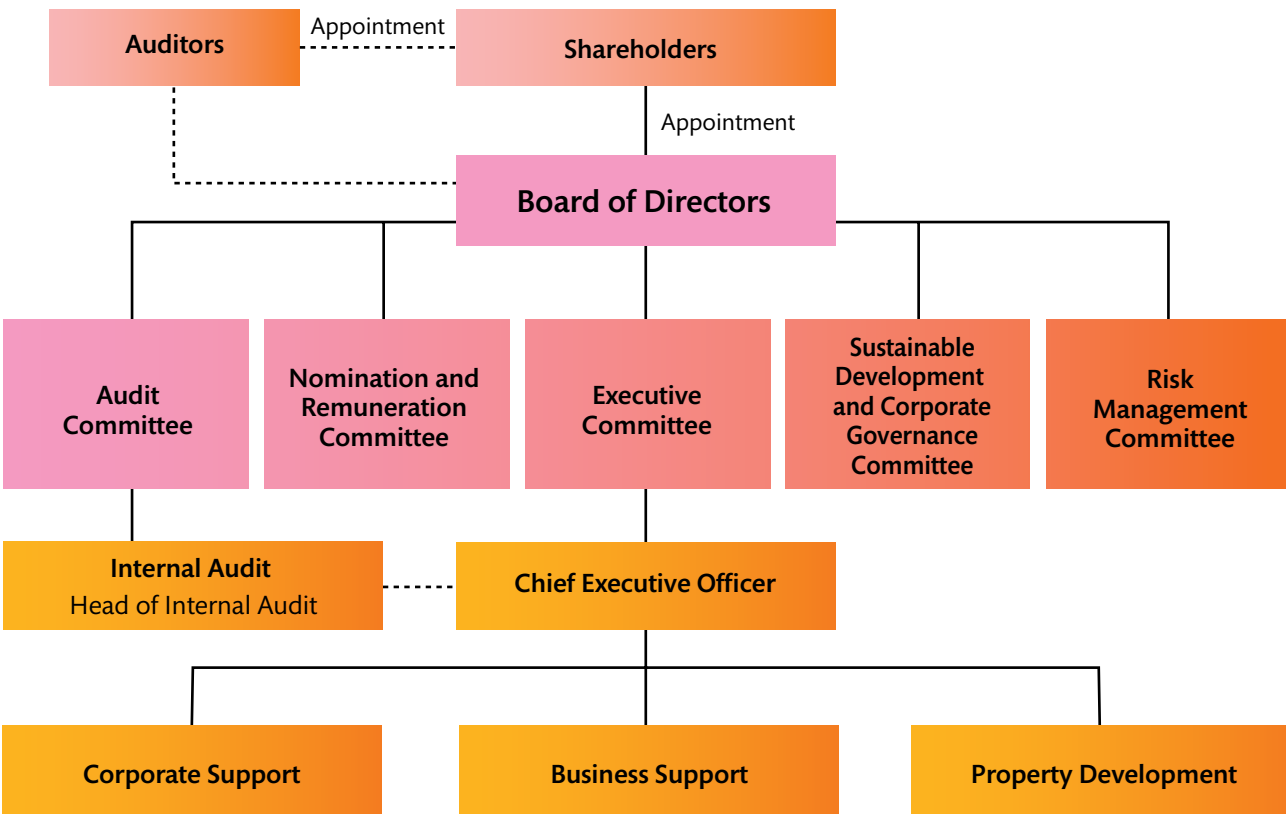 Auditors
Appointment
Shareholders
Appointment
Board of Directors
Audit
Committee
Nomination and
Remuneration
Committee
Executive
Committee
Sustainable
Development
and Corporate
Governance
Committee
Risk
Management
Committee
Internal Audit
Head of Internal Audit
Chief Executive Officer
Corporate Support
Business Support
Property Development